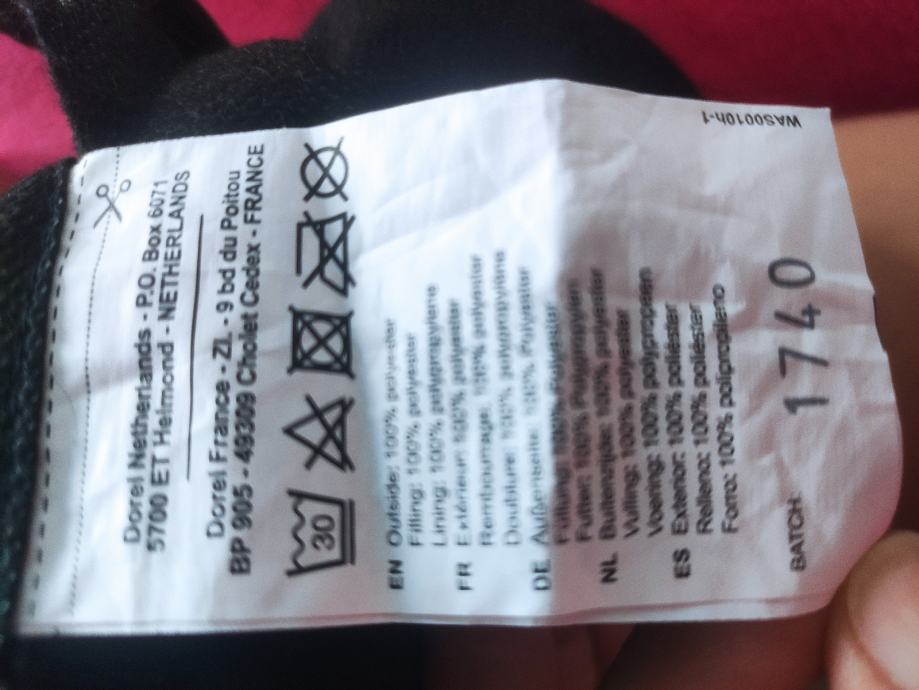 Dorel Netherlands - P.O. Box 6071
5700 ET Helmond - NETHERLANDS
Dorel France - Z.I. - 9 bd du Poitou
BP 905 - 49309 Cholet Cedex - FRANCE
30
EN Outside: 100% polyester
Filling: 100% polyester
Lining: 100% polypropylene
FR Extérieur: 100% polyester
Rembourrage: 100% polyester
Doublure: 100% polypropylène
DE Außenseite: 100% Polyester
Füllung: 100% Polyester
Futter: 100% Polypropylen
NL Buitenzijde: 100% polyester
Vulling: 100% polyester
Voering: 100% polypropeen
ES Exterior: 100% poliéster
Relleno: 100% poliéster
Forro: 100% polipropileno
BATCH: 1740
WAS0010h-1